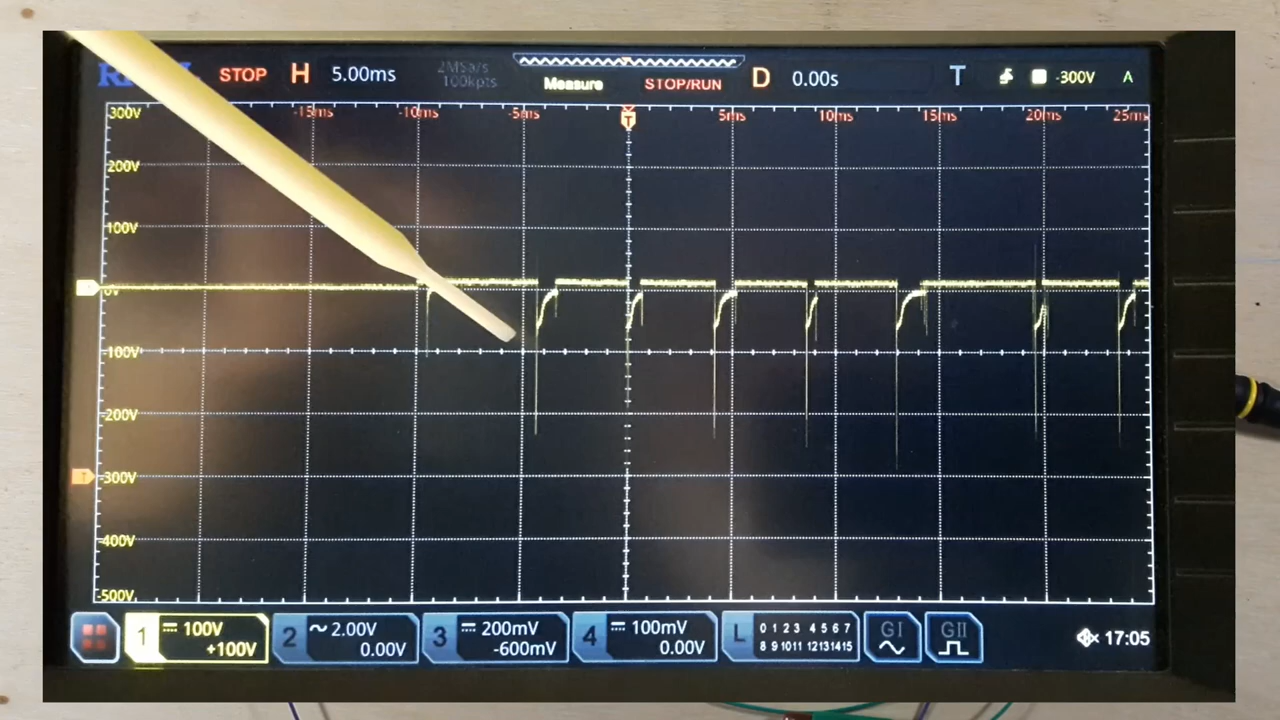 STOP H 5.00ms 2MSa/s 100kpts Measure STOP/RUN D 0.00s T -300V A
300V -15ms -10ms -5ms T 5ms 10ms 15ms 20ms 25ms
200V
100V
0V
-100V
-200V
-300V
-400V
-500V
1 100V +100V
2 2.00V 0.00V
3 200mV -600mV
4 100mV 0.00V
L 0 1 2 3 4 5 6 7
8 9 10 11 12 13 14 15
GI GII
17:05